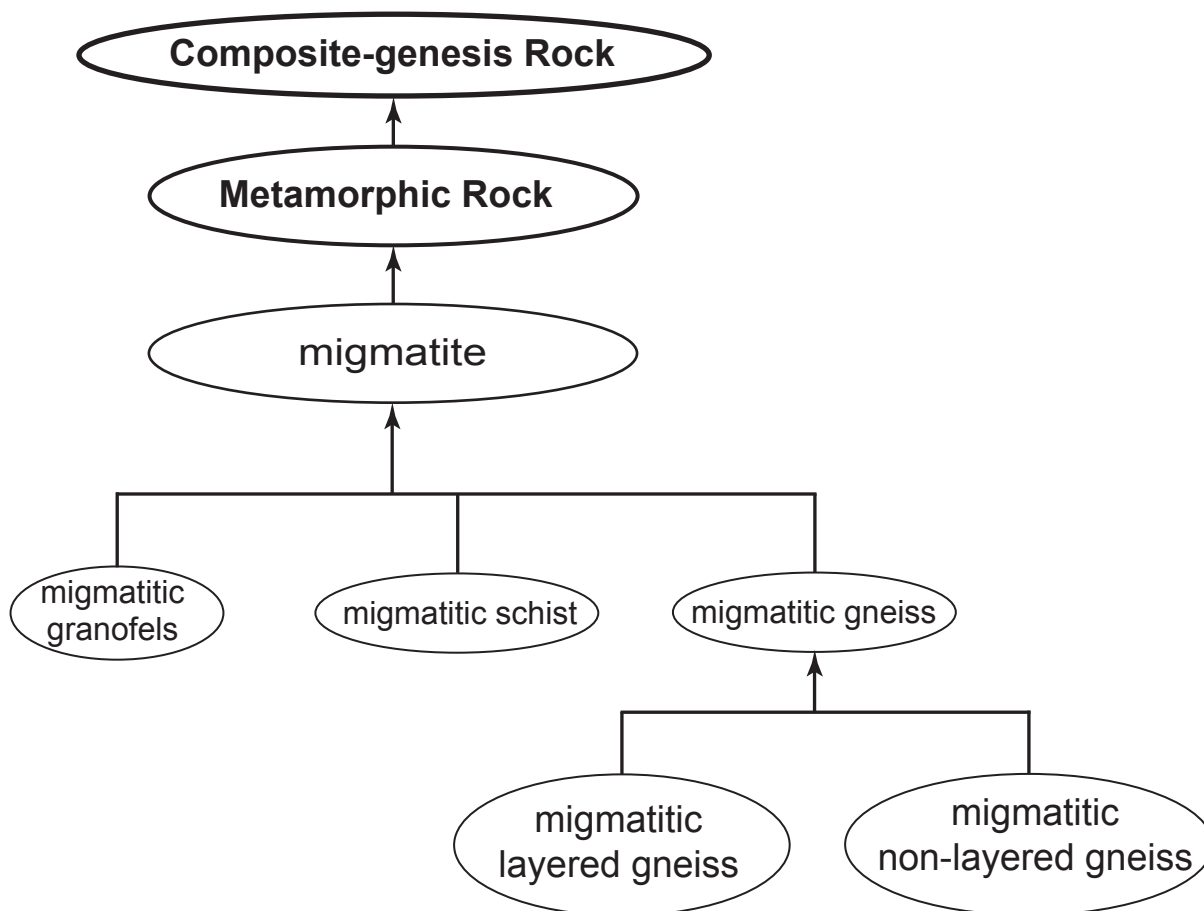 Composite-genesis Rock
Metamorphic Rock
migmatite
migmatitic
granofels
migmatitic schist
migmatitic gneiss
migmatitic
layered gneiss
migmatitic
non-layered gneiss